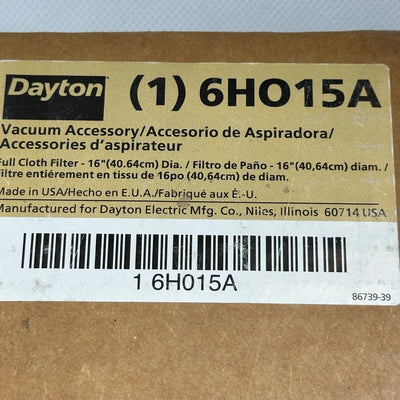 Dayton
(1) 6HO15A
Vacuum Accessory/Accesorio de Aspiradora/
Accessories d'aspirateur
Full Cloth Filter - 16"(40.64cm) Dia. / Filtro de Paño - 16"(40,64cm) diam./
Filtre entiérement en tissu de 16po (40,64cm) de diam.
Made in USA/Hecho en E.U.A./Fabriqué aux É.-U.
Manufactured for Dayton Electric Mfg. Co., Niles, Illinois 60714 USA
1 6H015A
86739-39